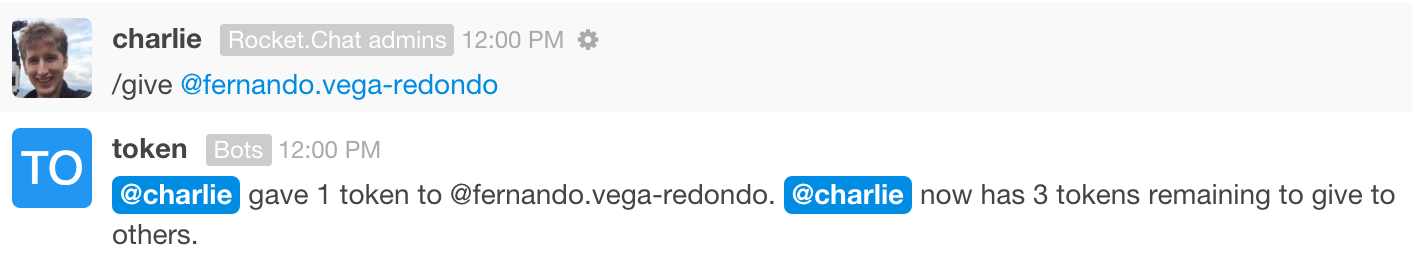 charlie Rocket.Chat admins 12:00 PM
/give @fernando.vega-redondo
TO
token Bots 12:00 PM
@charlie gave 1 token to @fernando.vega-redondo. @charlie now has 3 tokens remaining to give to
others.